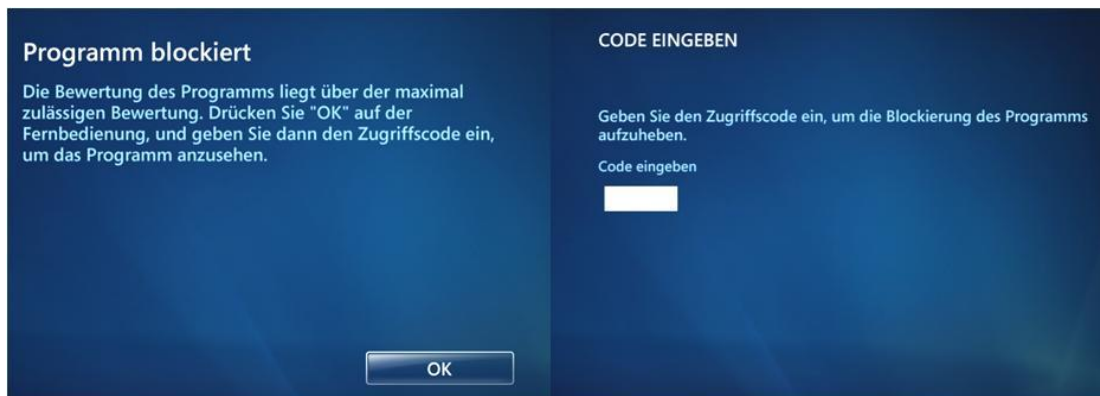 Programm blockiert
Die Bewertung des Programms liegt über der maximal
zulässigen Bewertung. Drücken Sie "OK" auf der
Fernbedienung, und geben Sie dann den Zugriffscode ein,
um das Programm anzusehen.
OK
CODE EINGEBEN
Geben Sie den Zugriffscode ein, um die Blockierung des Programms
aufzuheben.
Code eingeben